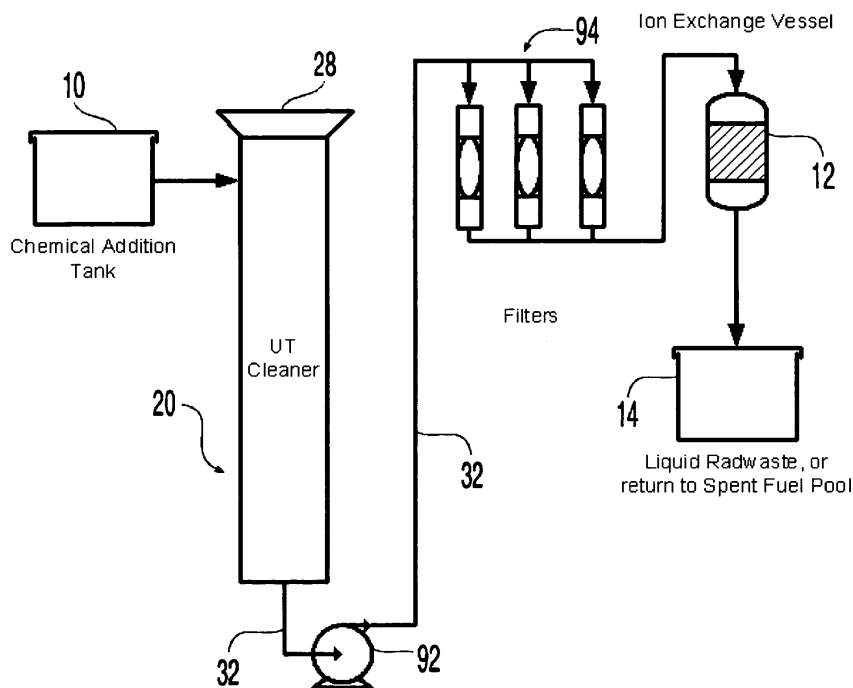 Ion Exchange Vessel
94
28
10
12
Chemical Addition
Tank
UT
Cleaner
Filters
20
14
32
Liquid Radwaste, or
return to Spent Fuel Pool
32
92